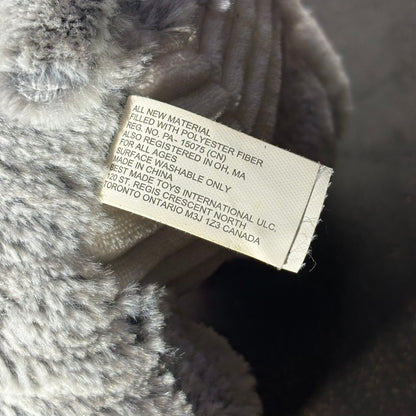 ALL NEW MATERIAL
FILLED WITH POLYESTER FIBER
REG. NO. PA- 15075 (CN)
ALSO REGISTERED IN OH, MA
FOR ALL AGES
SURFACE WASHABLE ONLY
MADE IN CHINA
BEST MADE TOYS INTERNATIONAL ULC.
120 ST. REGIS CRESCENT NORTH
TORONTO ONTARIO M3J 1Z3 CANADA